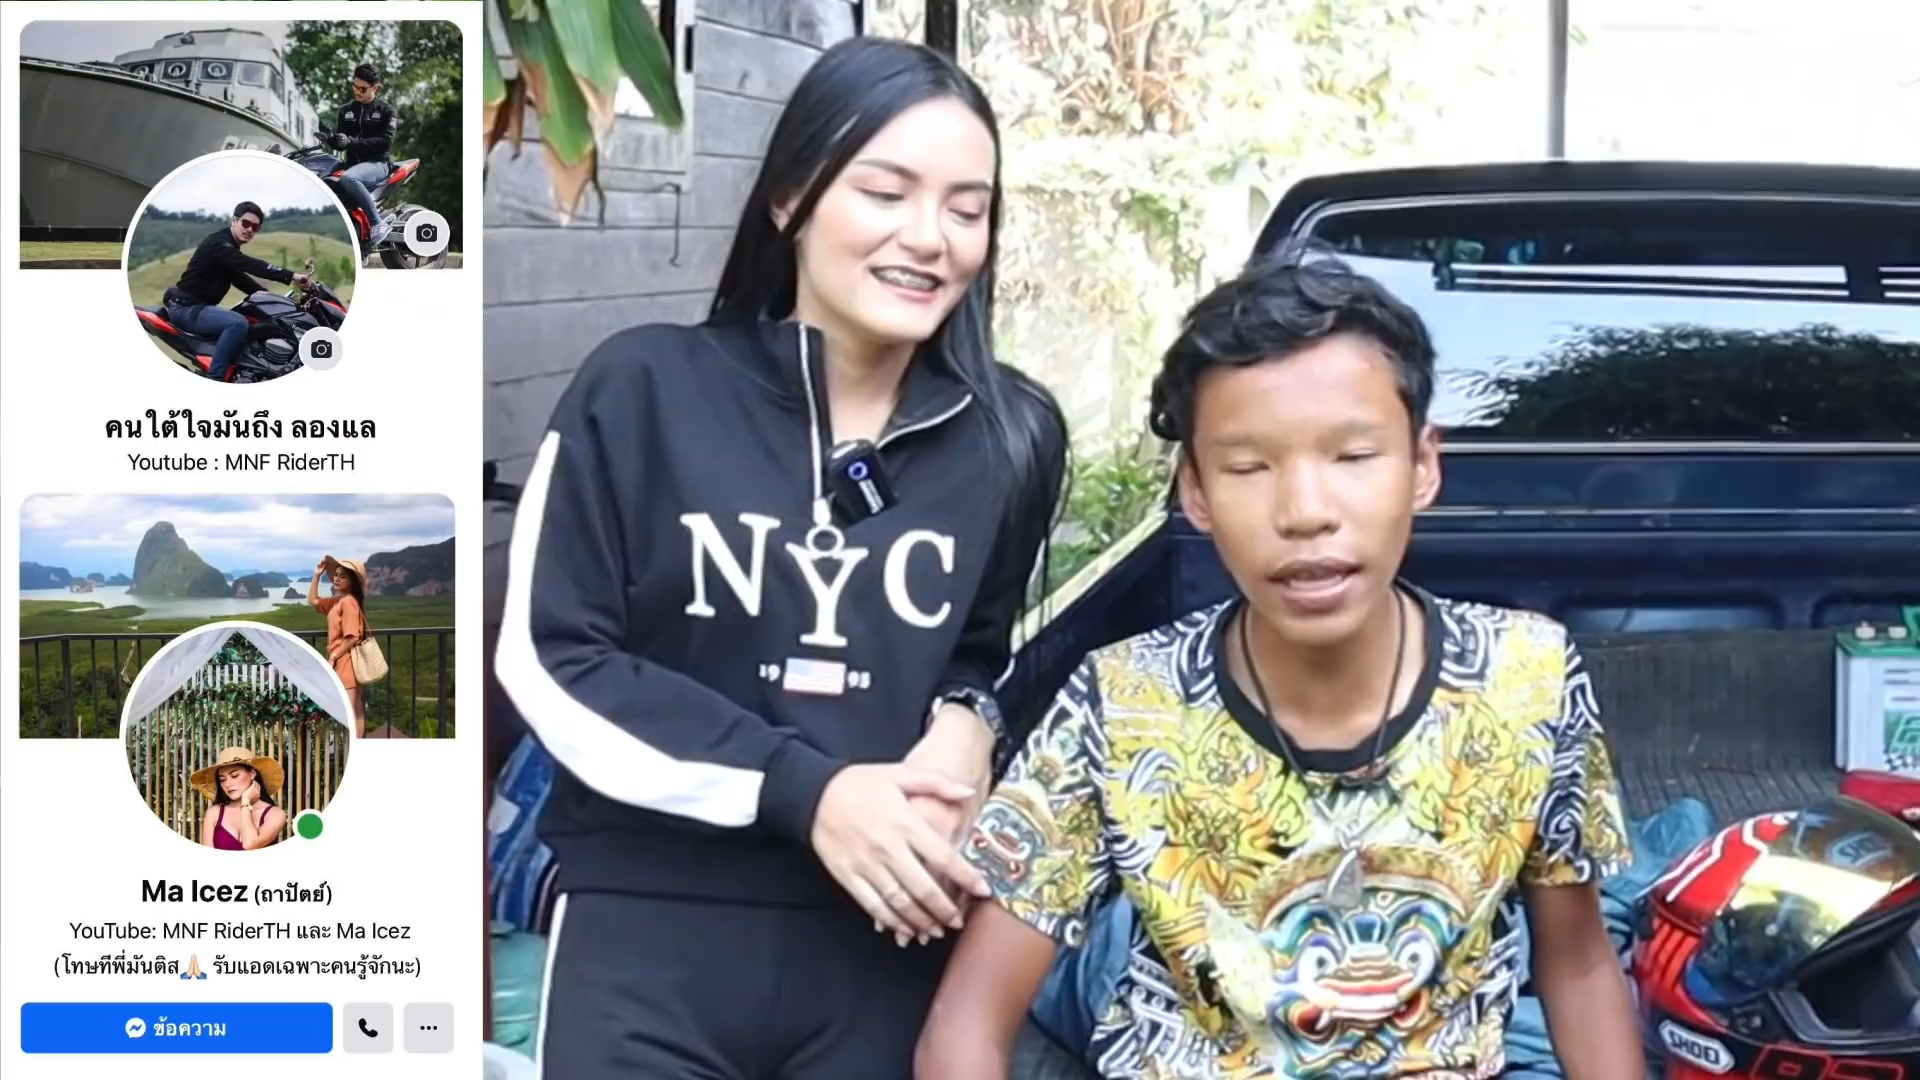 คนใต้ใจมันถึง ลองแล
Youtube : MNF RiderTH
Ma Icez (ถาปัตย์)
YouTube: MNF RiderTH และ Ma Icez
(โทษทีพี่มันติส🙏🏻 รับแอดเฉพาะคนรู้จักนะ)
ข้อความ
NYC
19 95
SHOEI